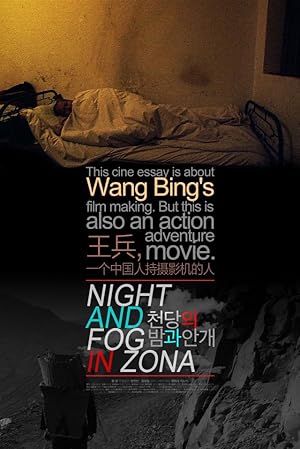 This cine essay is about
Wang Bing's
film making. But this is
also an action
王兵, adventure
movie.
一个中国人持摄影机的人
NIGHT
AND 천당의
FOG 밤과안개
IN ZONA